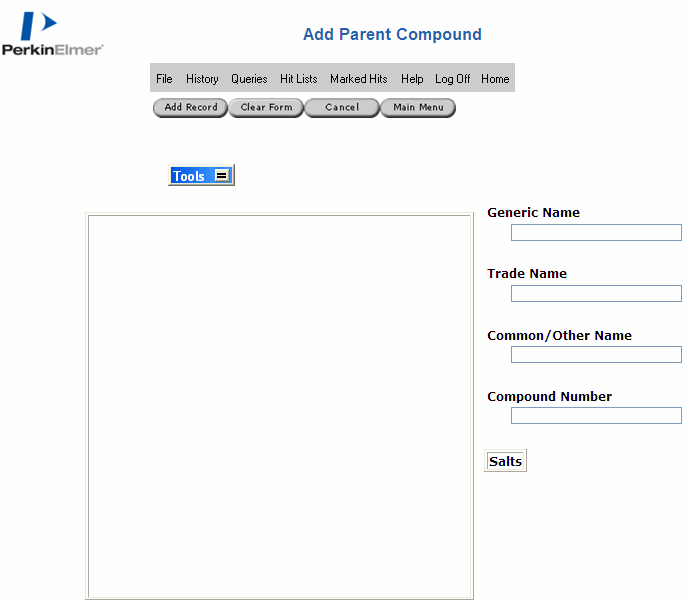 PerkinElmer
Add Parent Compound
File History Queries Hit Lists Marked Hits Help Log Off Home
Add Record Clear Form Cancel Main Menu
Tools
Generic Name
Trade Name
Common/Other Name
Compound Number
Salts